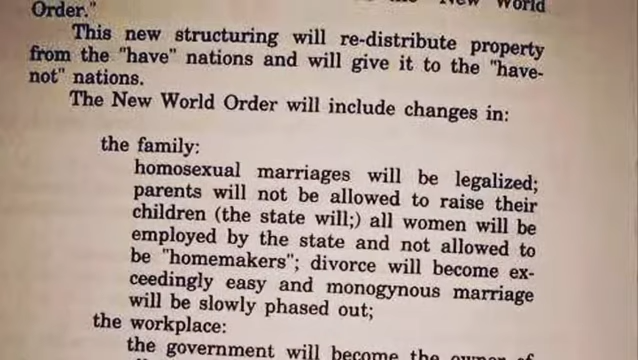 New World
Order."
This new structuring will re-distribute property
from the "have" nations and will give it to the "have-
not" nations.
The New World Order will include changes in:
the family:
homosexual marriages will be legalized;
parents will not be allowed to raise their
children (the state will;) all women will be
employed by the state and not allowed to
be "homemakers"; divorce will become ex-
ceedingly easy and monogynous marriage
will be slowly phased out;
the workplace:
the government will become the owner of